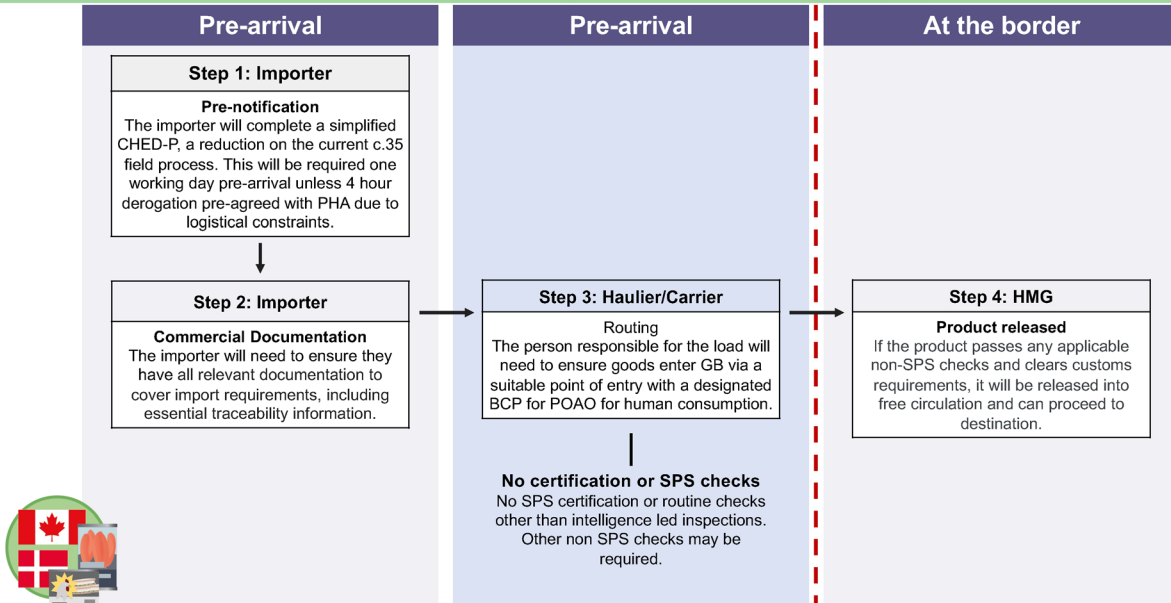 Pre-arrival
Step 1: Importer
Pre-notification
The importer will complete a simplified
CHED-P, a reduction on the current c.35
field process. This will be required one
working day pre-arrival unless 4 hour
derogation pre-agreed with PHA due to
logistical constraints.
Step 2: Importer
Commercial Documentation
The importer will need to ensure they
have all relevant documentation to
cover import requirements, including
essential traceability information.
Pre-arrival
Step 3: Haulier/Carrier
Routing
The person responsible for the load will
need to ensure goods enter GB via a
suitable point of entry with a designated
BCP for POAO for human consumption.
No certification or SPS checks
No SPS certification or routine checks
other than intelligence led inspections.
Other non SPS checks may be
required.
At the border
Step 4: HMG
Product released
If the product passes any applicable
non-SPS checks and clears customs
requirements, it will be released into
free circulation and can proceed to
destination.